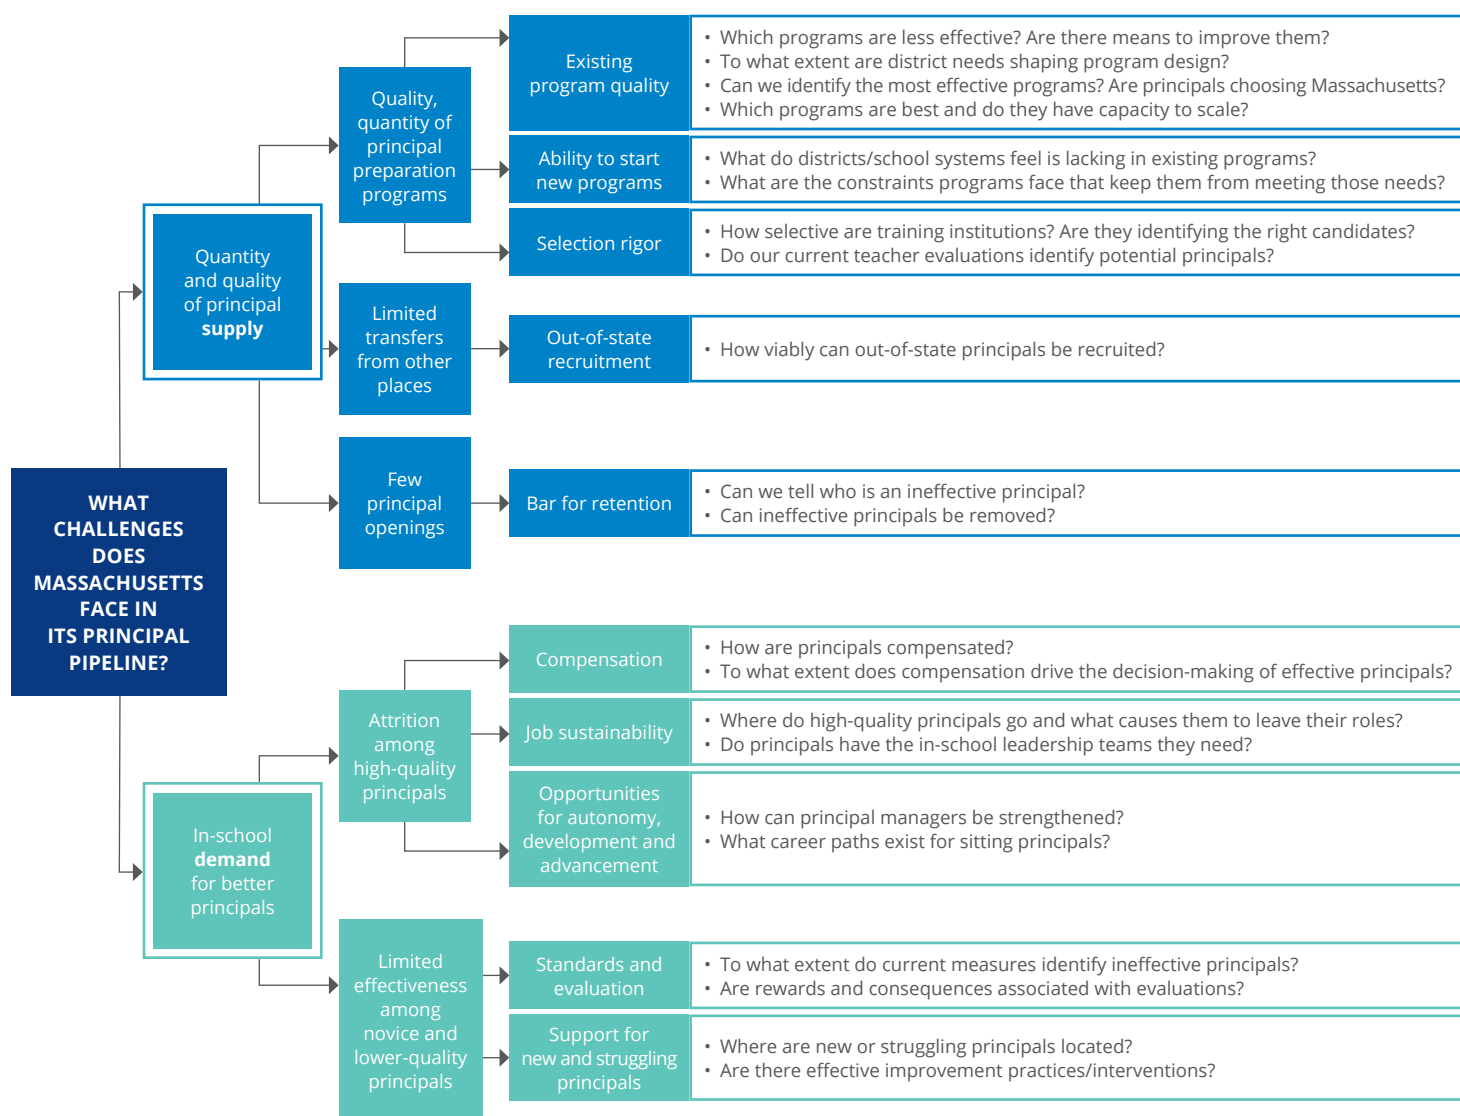 WHAT
CHALLENGES
DOES
MASSACHUSETTS
FACE IN
ITS PRINCIPAL
PIPELINE?
Quantity
and quality
of principal
supply
Quality,
quantity of
principal
preparation
programs
Existing
program quality
• Which programs are less effective? Are there means to improve them?
• To what extent are district needs shaping program design?
• Can we identify the most effective programs? Are principals choosing Massachusetts?
• Which programs are best and do they have capacity to scale?
Ability to start
new programs
• What do districts/school systems feel is lacking in existing programs?
• What are the constraints programs face that keep them from meeting those needs?
Selection rigor
• How selective are training institutions? Are they identifying the right candidates?
• Do our current teacher evaluations identify potential principals?
Limited
transfers
from other
places
Out-of-state
recruitment
• How viably can out-of-state principals be recruited?
Few
principal
openings
Bar for retention
• Can we tell who is an ineffective principal?
• Can ineffective principals be removed?
In-school
demand
for better
principals
Attrition
among
high-quality
principals
Compensation
• How are principals compensated?
• To what extent does compensation drive the decision-making of effective principals?
Job sustainability
• Where do high-quality principals go and what causes them to leave their roles?
• Do principals have the in-school leadership teams they need?
Opportunities
for autonomy,
development and
advancement
• How can principal managers be strengthened?
• What career paths exist for sitting principals?
Limited
effectiveness
among
novice and
lower-quality
principals
Standards and
evaluation
• To what extent do current measures identify ineffective principals?
• Are rewards and consequences associated with evaluations?
Support for
new and struggling
principals
• Where are new or struggling principals located?
• Are there effective improvement practices/interventions?